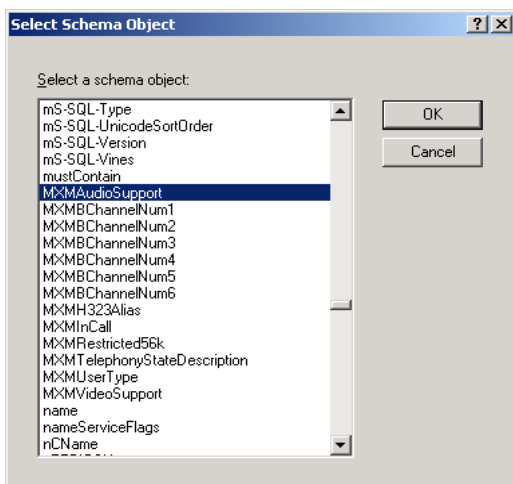 Select Schema Object
Select a schema object:
mS-SQL-Type
mS-SQL-UnicodeSortOrder
mS-SQL-Version
mS-SQL-Vines
mustContain
MXMAudioSupport
MXMBChannelNum1
MXMBChannelNum2
MXMBChannelNum3
MXMBChannelNum4
MXMBChannelNum5
MXMBChannelNum6
MXMH323Alias
MXMInCall
MXMRestricted56k
MXMTelephonyStateDescription
MXMUserType
MXMVideoSupport
name
nameServiceFlags
nCName
OK
Cancel